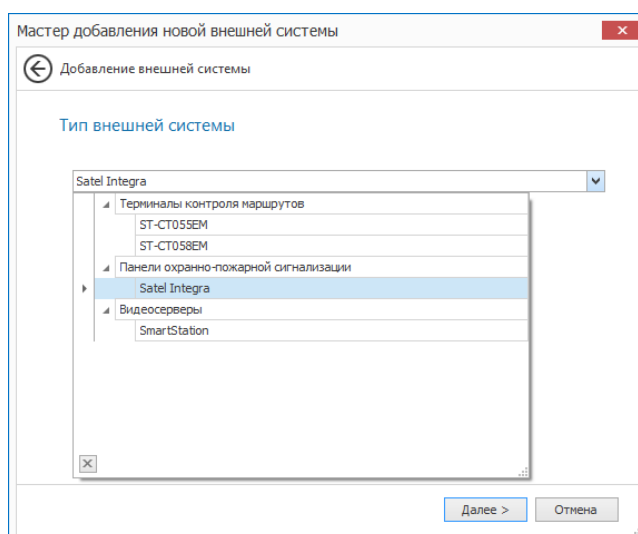 Мастер добавления новой внешней системы
Добавление внешней системы
Тип внешней системы
Satel Integra
Терминалы контроля маршрутов
ST-CT055EM
ST-CT058EM
Панели охранно-пожарной сигнализации
Satel Integra
Видеосерверы
SmartStation
Далее > Отмена